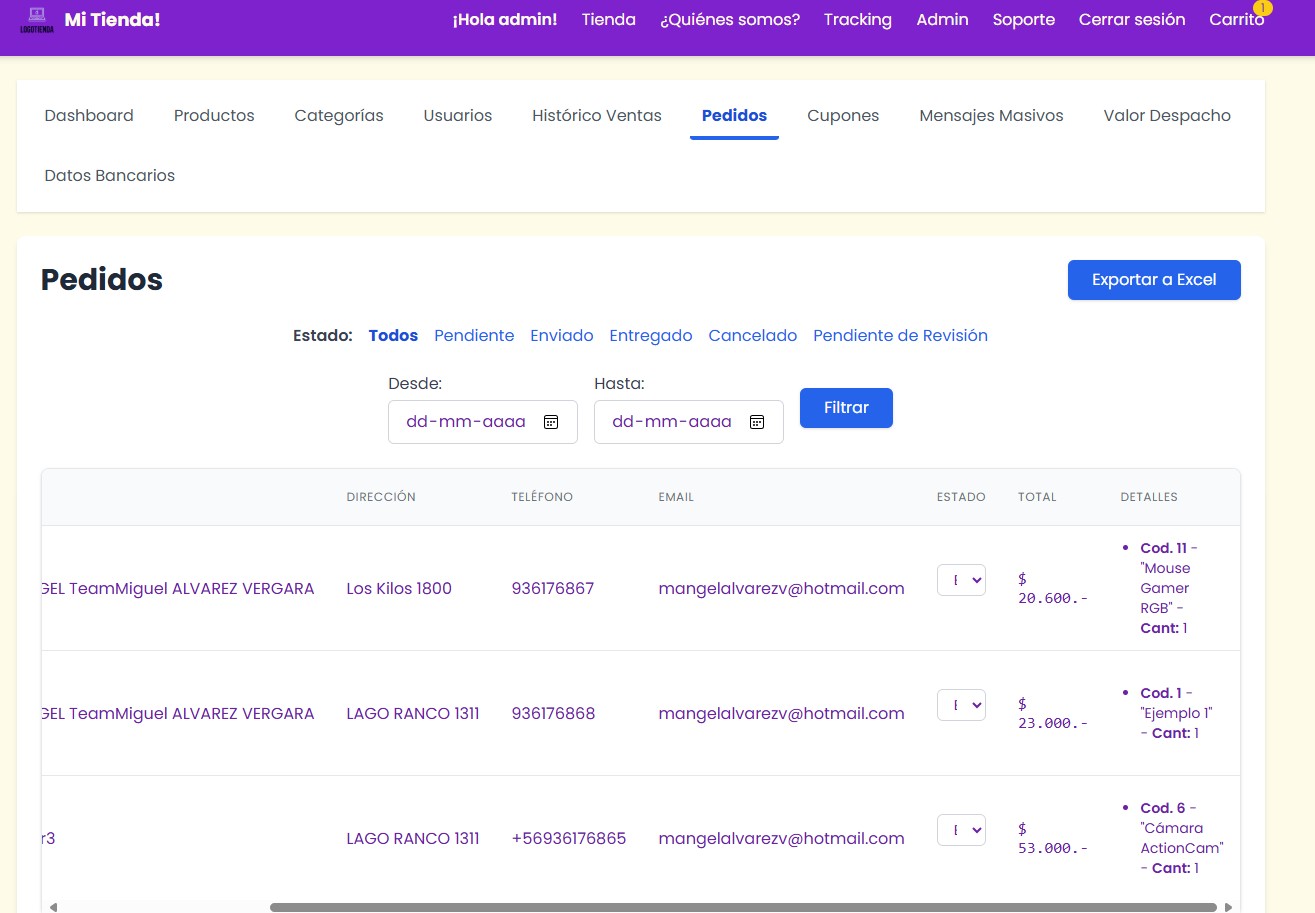 LOGOTIENDA
Mi Tienda!
¡Hola admin!
Tienda
¿Quiénes somos?
Tracking
Admin
Soporte
Cerrar sesión
Carrito
1
Dashboard
Productos
Categorías
Usuarios
Histórico Ventas
Pedidos
Cupones
Mensajes Masivos
Valor Despacho
Datos Bancarios
Pedidos
Exportar a Excel
Estado: Todos Pendiente Enviado Entregado Cancelado Pendiente de Revisión
Desde:
Hasta:
dd-mm-aaaa
dd-mm-aaaa
Filtrar
DIRECCIÓN
TELÉFONO
EMAIL
ESTADO
TOTAL
DETALLES
GEL TeamMiguel ALVAREZ VERGARA
Los Kilos 1800
936176867
mangelalvarezv@hotmail.com
$
20.600.-
Cod. 11 -
"Mouse
Gamer
RGB" -
Cant: 1
GEL TeamMiguel ALVAREZ VERGARA
LAGO RANCO 1311
936176868
mangelalvarezv@hotmail.com
$
23.000.-
Cod. 1 -
"Ejemplo 1"
- Cant: 1
r3
LAGO RANCO 1311
+56936176865
mangelalvarezv@hotmail.com
$
53.000.-
Cod. 6 -
"Cámara
ActionCam"
- Cant: 1